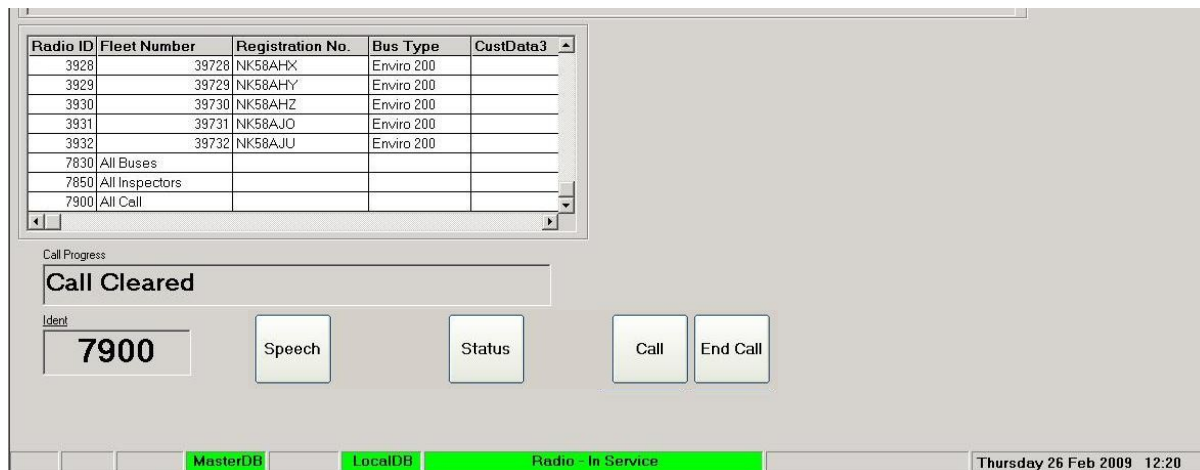 Radio ID Fleet Number Registration No. Bus Type CustData3
3928 39728 NK58AHX Enviro 200
3929 39729 NK58AHY Enviro 200
3930 39730 NK58AHZ Enviro 200
3931 39731 NK58AJO Enviro 200
3932 39732 NK58AJU Enviro 200
7830 All Buses
7850 All Inspectors
7900 All Call
Call Progress
Call Cleared
Ident
7900 Speech Status Call End Call
MasterDB LocalDB Radio - In Service Thursday 26 Feb 2009 12:20